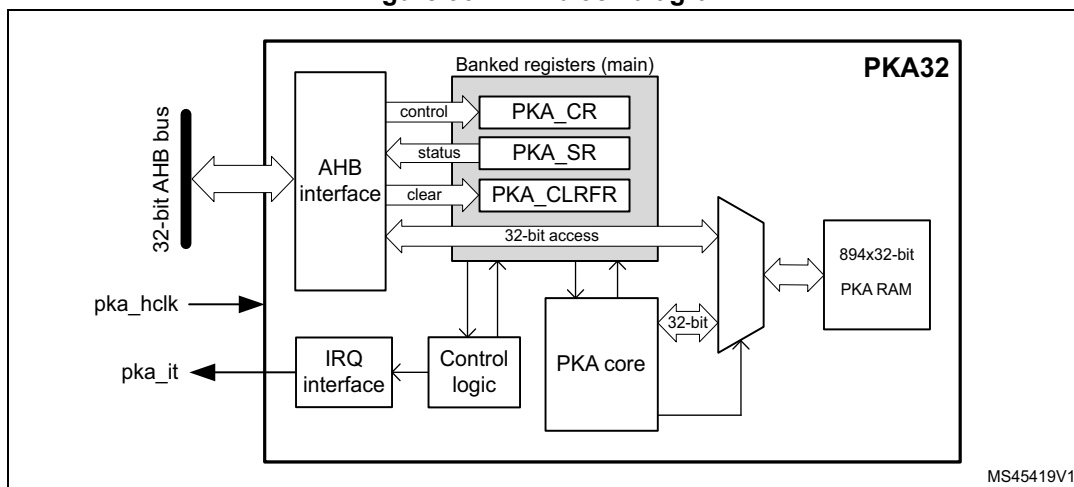 PKA32
Banked registers (main)
control
PKA_CR
status
PKA_SR
clear
PKA_CLRFR
AHB
interface
32-bit AHB bus
32-bit access
894x32-bit
PKA RAM
pka_hclk
32-bit
PKA core
Control
logic
IRQ
interface
pka_it
MS45419V1